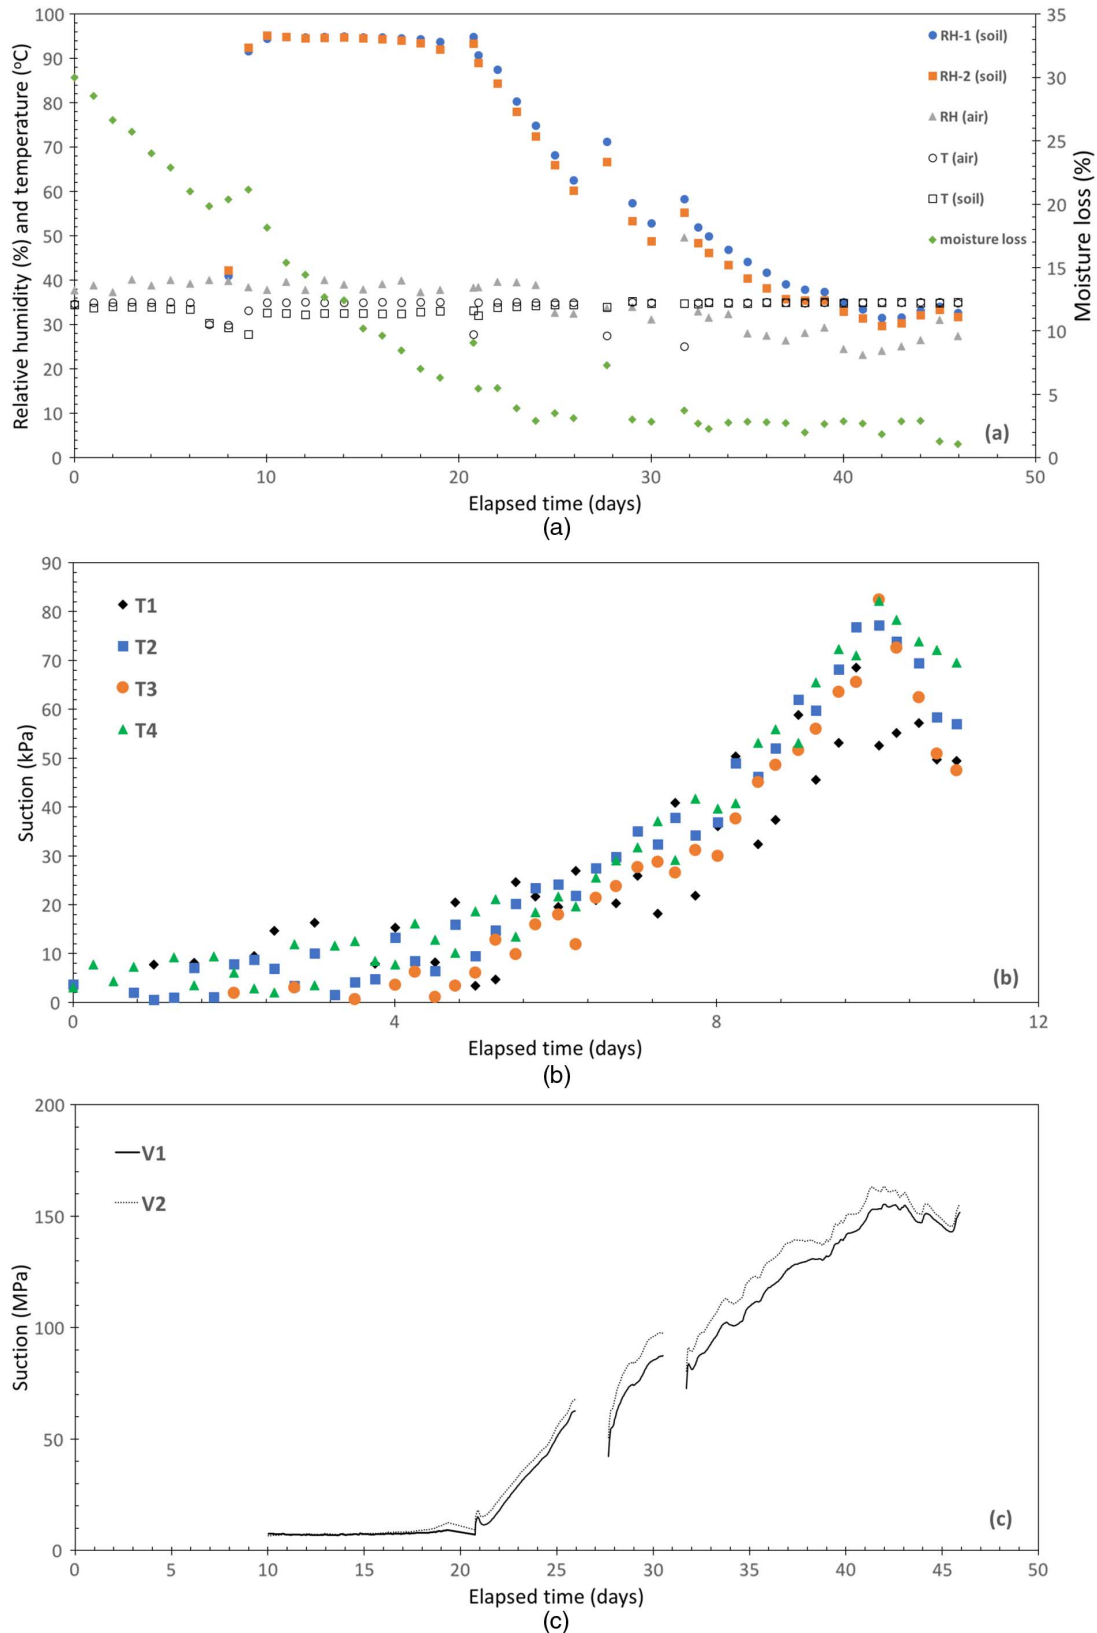 100
90
80
70
60
50
40
30
20
10
0
Relative humidity (%) and temperature (ºC)
RH-1 (soil)
RH-2 (soil)
RH (air)
T (air)
T (soil)
moisture loss
35
30
25
20
15
10
5
0
Moisture loss (%)
(a)
0 10 20 30 40 50
Elapsed time (days)
(a)
90
80
70
60
50
40
30
20
10
0
Suction (kPa)
T1
T2
T3
T4
(b)
0 4 8 12
Elapsed time (days)
(b)
200
150
100
50
0
Suction (MPa)
V1
V2
(c)
0 5 10 15 20 25 30 35 40 45 50
Elapsed time (days)
(c)